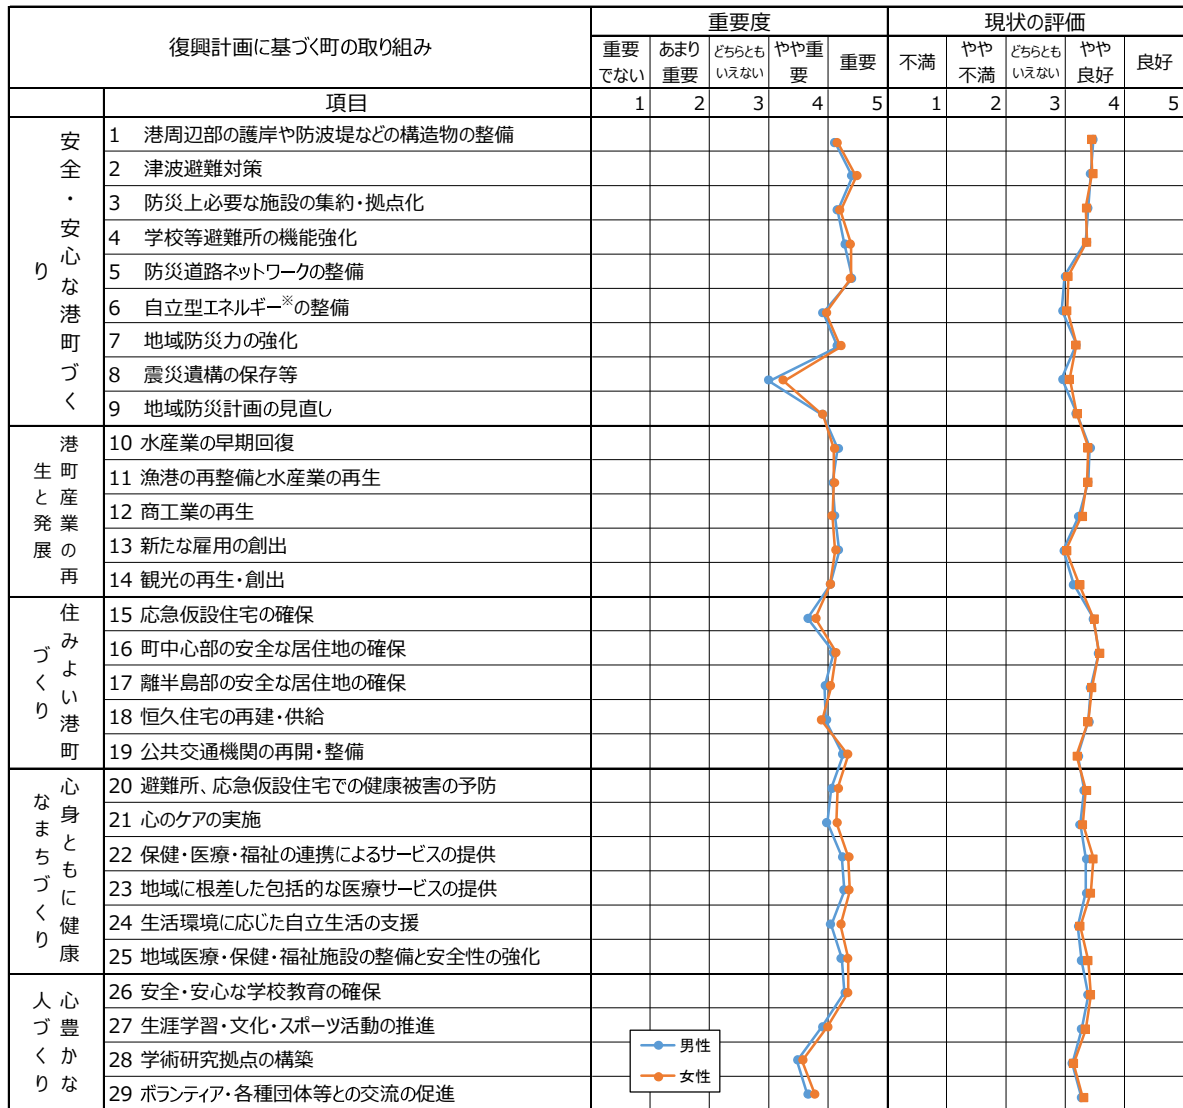 復興計画に基づく町の取り組み
重要度
現状の評価
重要でない
あまり重要
どちらともいえない
やや重要
重要
不満
やや不満
どちらともいえない
やや良好
良好
項目
1 2 3 4 5 1 2 3 4 5
安全・安心な港町づくり
1 港周辺部の護岸や防波堤などの構造物の整備
2 津波避難対策
3 防災上必要な施設の集約・拠点化
4 学校等避難所の機能強化
5 防災道路ネットワークの整備
6 自立型エネルギー※の整備
7 地域防災力の強化
8 震災遺構の保存等
9 地域防災計画の見直し
港町産業の再生と発展
10 水産業の早期回復
11 漁港の再整備と水産業の再生
12 商工業の再生
13 新たな雇用の創出
14 観光の再生・創出
住みよい港町づくり
15 応急仮設住宅の確保
16 町中心部の安全な居住地の確保
17 離半島部の安全な居住地の確保
18 恒久住宅の再建・供給
19 公共交通機関の再開・整備
心身ともに健康なまちづくり
20 避難所、応急仮設住宅での健康被害の予防
21 心のケアの実施
22 保健・医療・福祉の連携によるサービスの提供
23 地域に根差した包括的な医療サービスの提供
24 生活環境に応じた自立生活の支援
25 地域医療・保健・福祉施設の整備と安全性の強化
心豊かな人づくり
26 安全・安心な学校教育の確保
27 生涯学習・文化・スポーツ活動の推進
28 学術研究拠点の構築
29 ボランティア・各種団体等との交流の促進
男性
女性